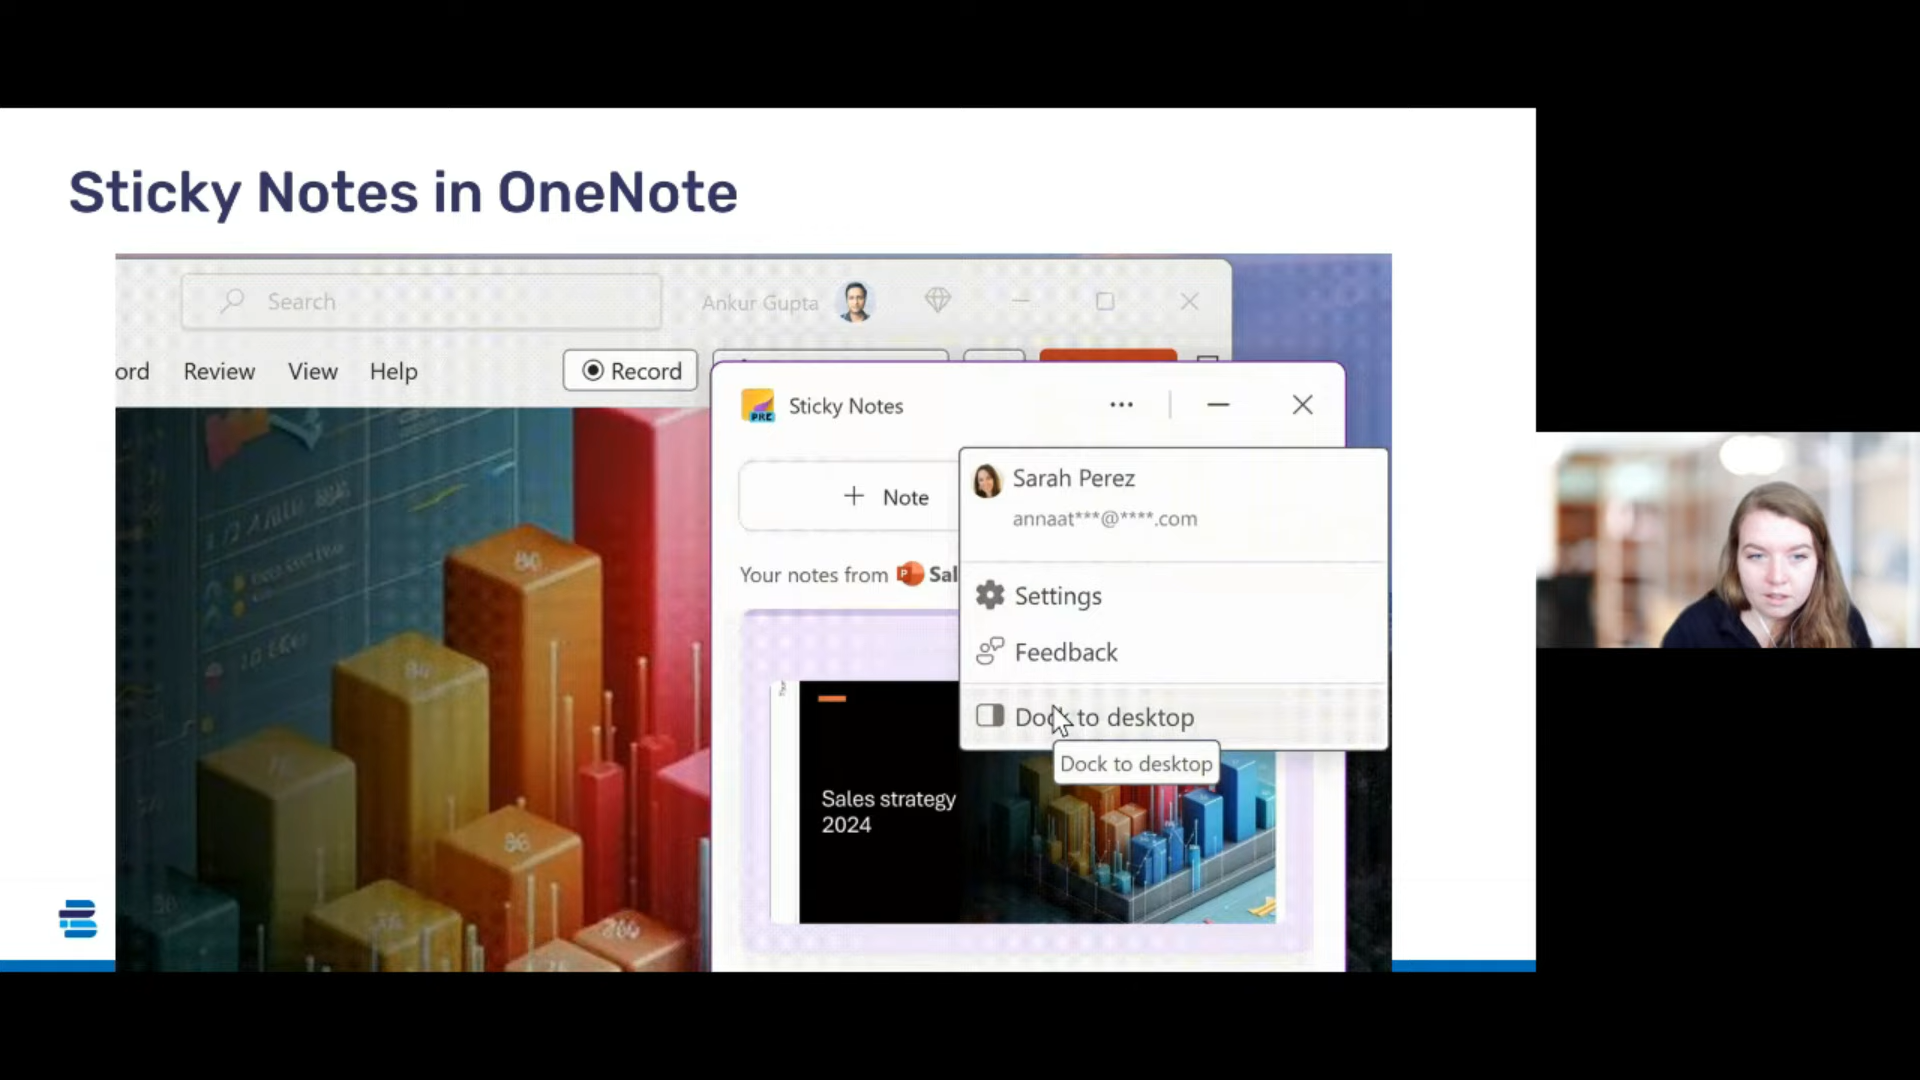 Sticky Notes in OneNote
Search
Ankur Gupta
ord Review View Help
Record
PRE
Sticky Notes
Sarah Perez
annaat***@****.com
+ Note
Your notes from Sal
Settings
Feedback
Dock to desktop
Dock to desktop
Sales strategy
2024